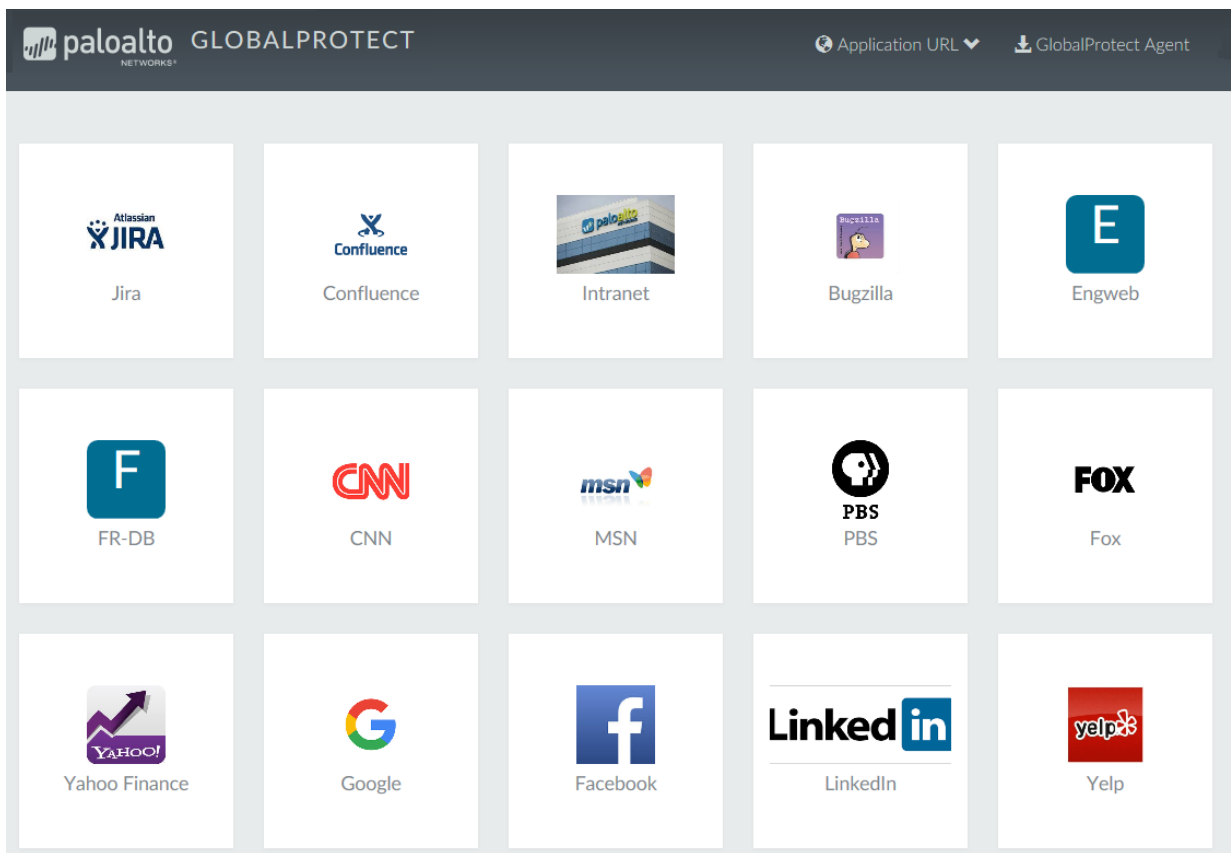 paloalto NETWORKS® GLOBALPROTECT Application URL GlobalProtect Agent
Atlassian
JIRA
Jira
Confluence
Confluence
paloalto
Intranet
Bugzilla
Bugzilla
E
Engweb
F
FR-DB
CNN
CNN
msn
MSN
PBS
PBS
FOX
Fox
YAHOO!
Yahoo Finance
G
Google
f
Facebook
Linked in
LinkedIn
yelp
Yelp